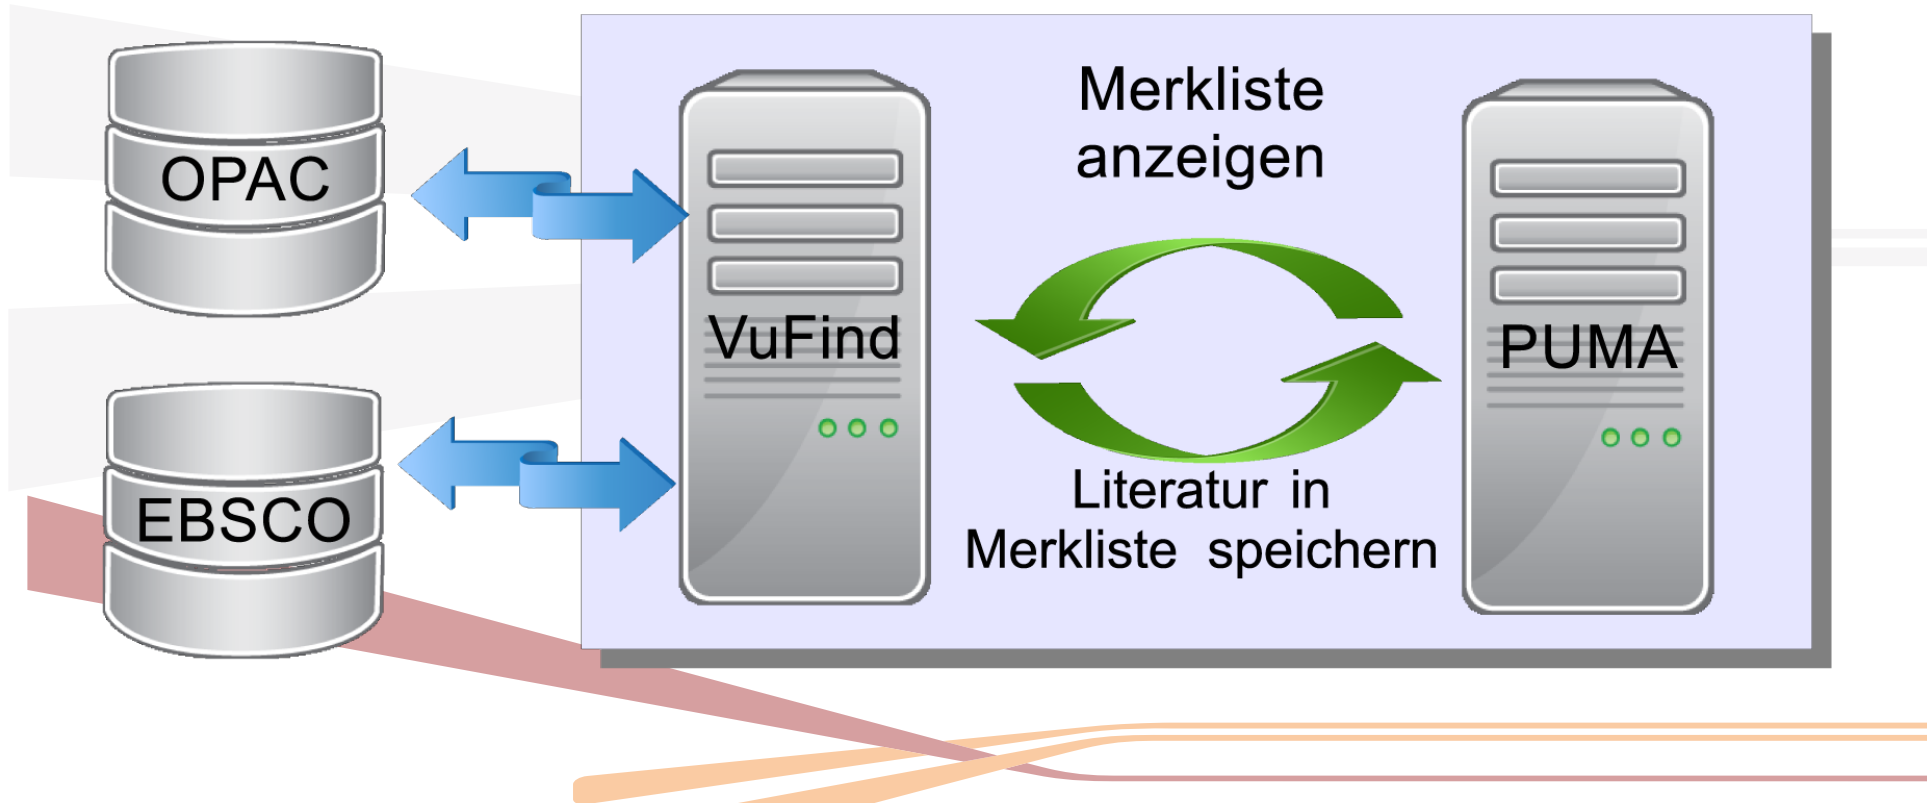 OPAC
EBSCO
VuFind
Merkliste
anzeigen
Literatur in
Merkliste speichern
PUMA